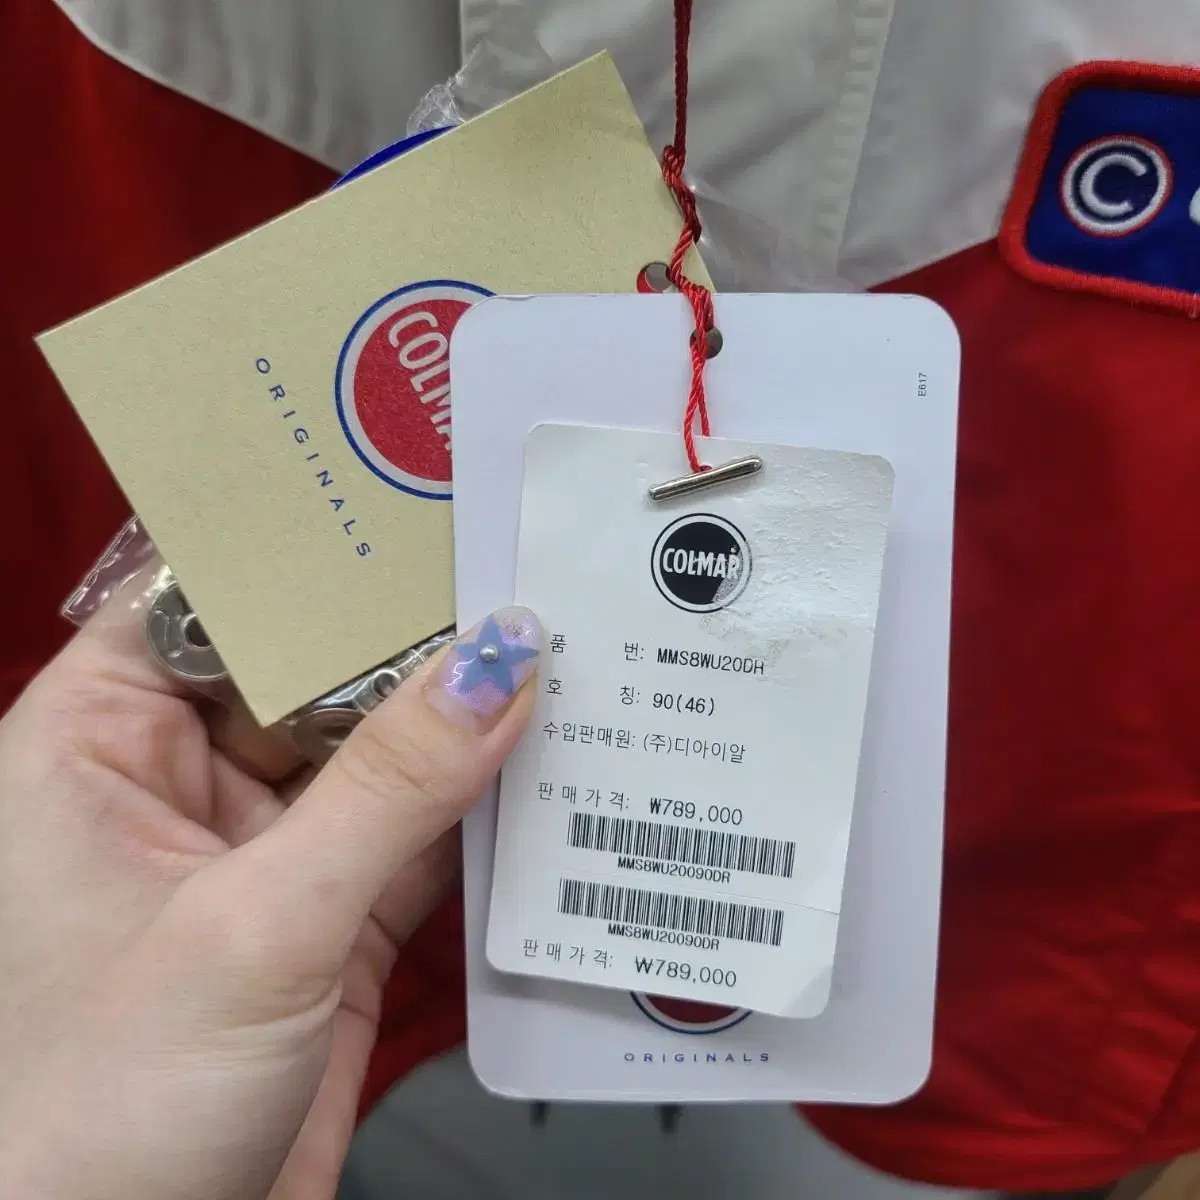 COLMA
ORIGINALS
C
E617
COLMAR
품 번: MMS8WU20DR
호 칭: 90(46)
수입판매원: (주)디아이알
판 매 가 격: ₩789,000
MMS8WU20090DR
MMS8WU20090DR
판 매 가 격: ₩789,000
ORIGINALS